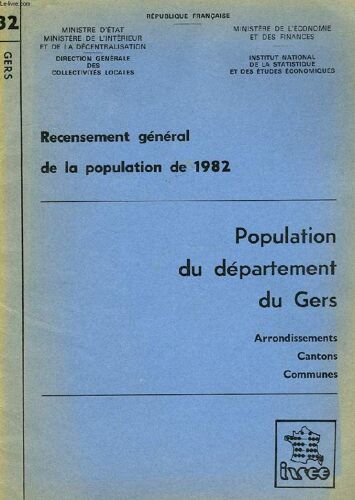 32
GERS
RÉPUBLIQUE FRANÇAISE
MINISTRE D'ÉTAT
MINISTÈRE DE L'INTÉRIEUR
ET DE LA DÉCENTRALISATION
DIRECTION GÉNÉRALE
DES
COLLECTIVITÉS LOCALES
MINISTÈRE DE L'ÉCONOMIE
ET DES FINANCES
INSTITUT NATIONAL
DE LA STATISTIQUE
ET DES ÉTUDES ÉCONOMIQUES
Recensement général
de la population de 1982
Population
du département
du Gers
Arrondissements
Cantons
Communes
insee